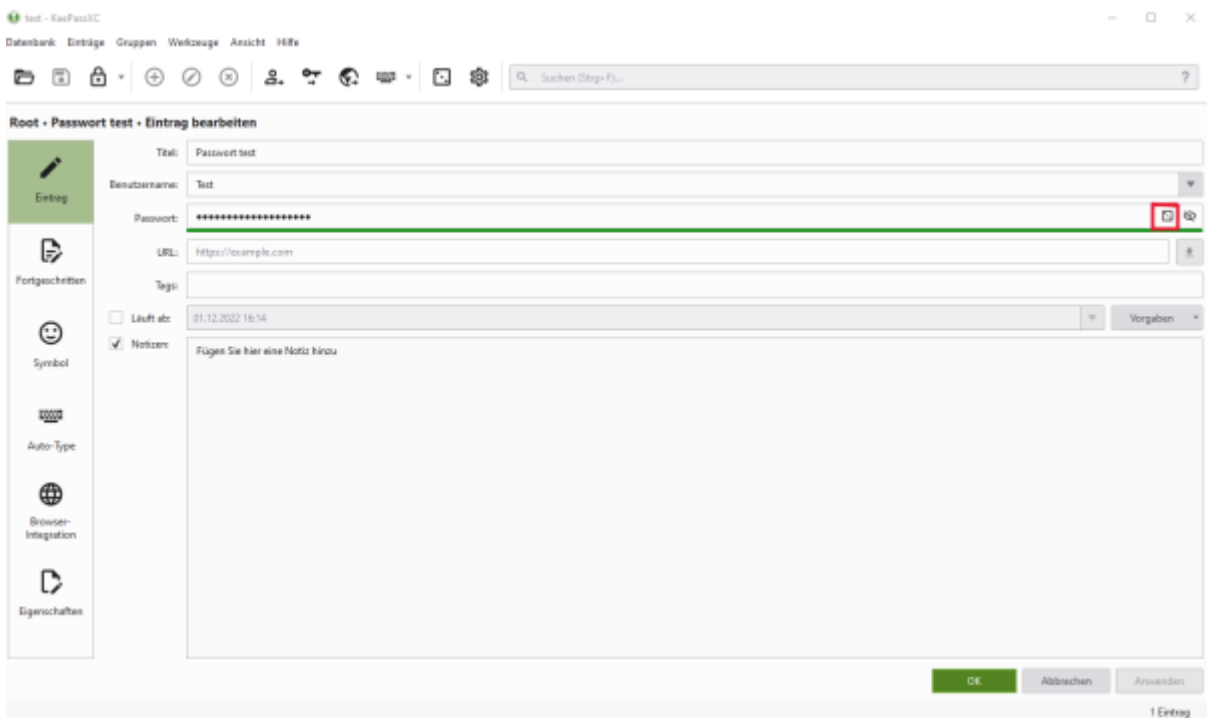 test - KeePassXC
Datenbank Einträge Gruppen Werkzeuge Ansicht Hilfe
Suchen (Strg+F)... ?
Root • Passwort test • Eintrag bearbeiten
Eintrag
Titel: Passwort test
Benutzername: Test
Passwort: •••••••••••••••••••
URL: https://example.com
Fortgeschritten
Tags:
Läuft ab: 01.12.2022 16:14 Vorgaben
Notizen: Fügen Sie hier eine Notiz hinzu
Symbol
Auto-Type
Browser-
Integration
Eigenschaften
OK Abbrechen Anwenden
1 Eintrag